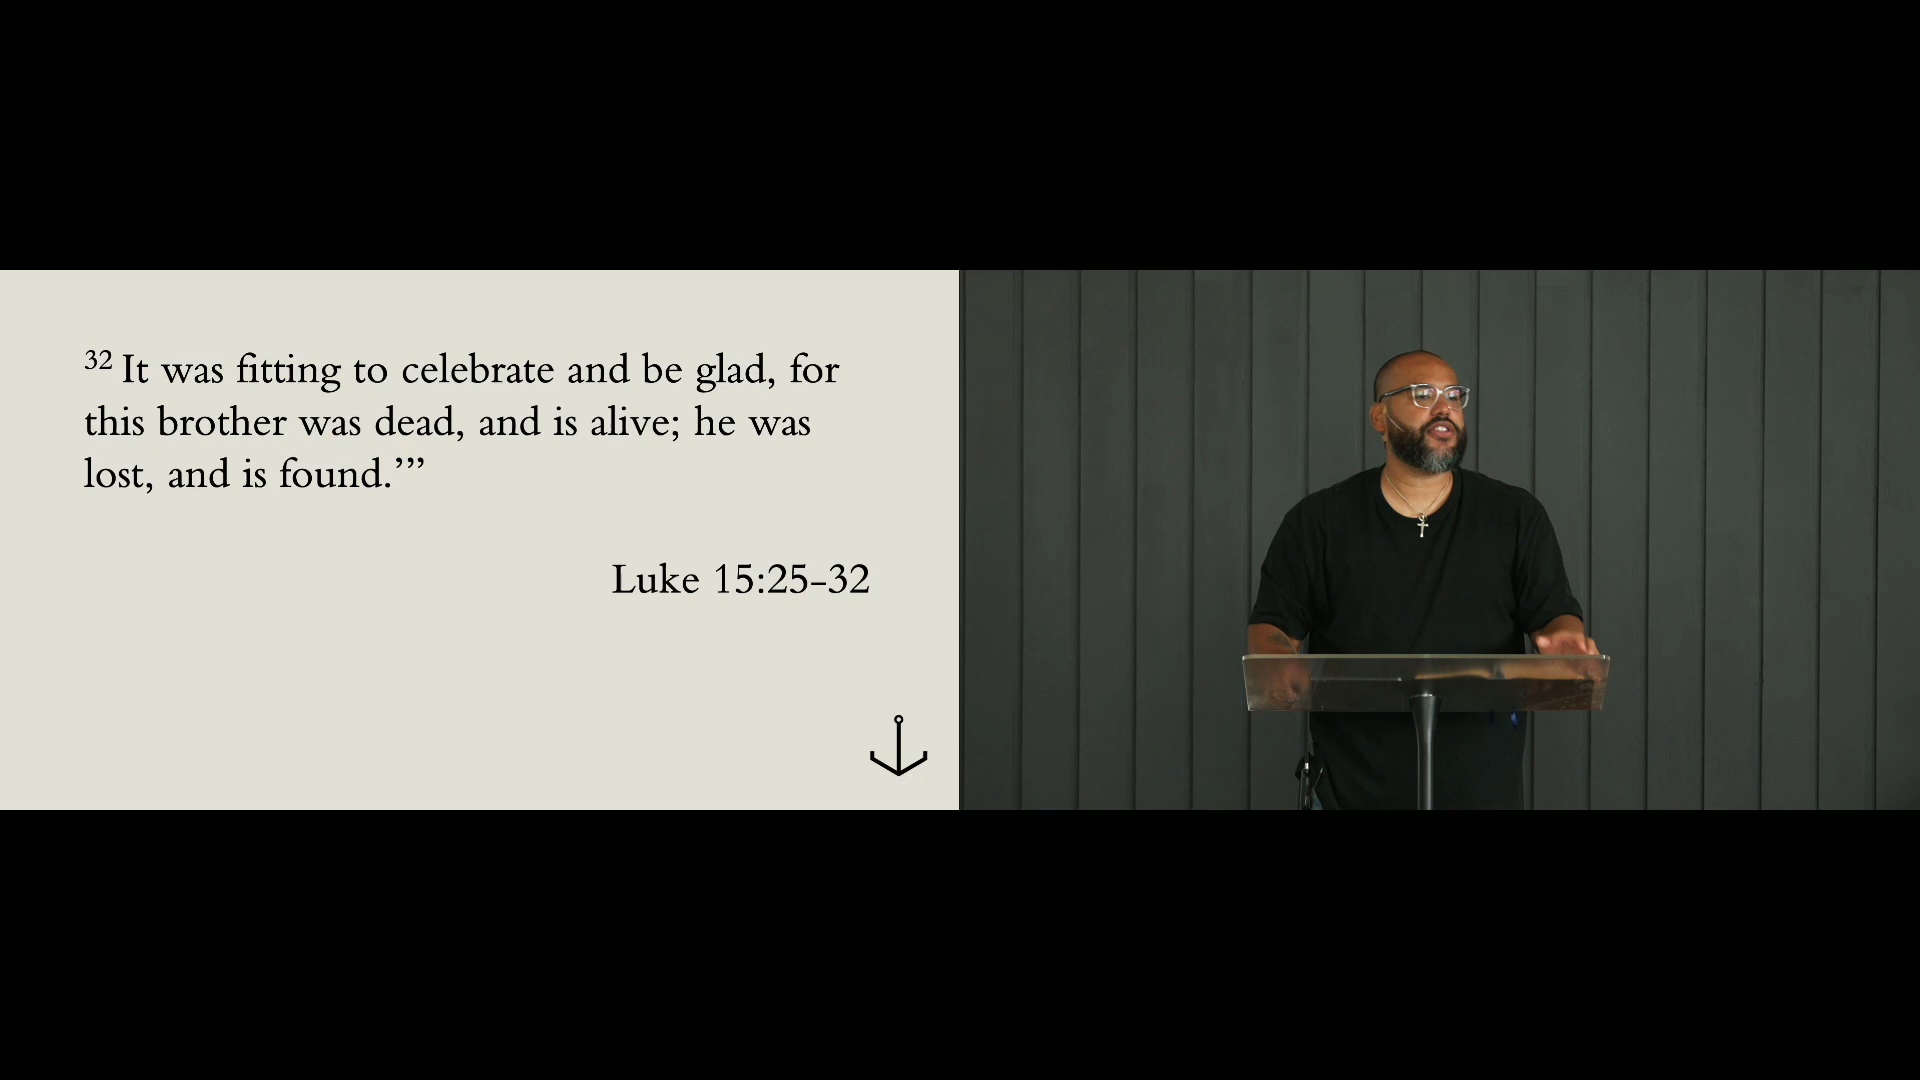 32 It was fitting to celebrate and be glad, for
this brother was dead, and is alive; he was
lost, and is found.’”
Luke 15:25–32